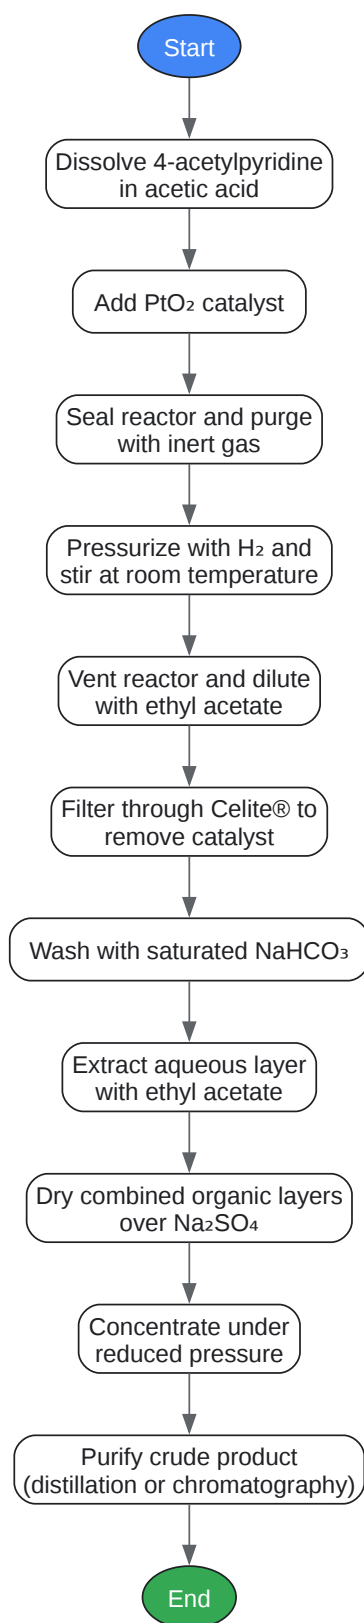 Start
Dissolve 4-acetylpyridine
in acetic acid
Add PtO₂ catalyst
Seal reactor and purge
with inert gas
Pressurize with H₂ and
stir at room temperature
Vent reactor and dilute
with ethyl acetate
Filter through Celite® to
remove catalyst
Wash with saturated NaHCO₃
Extract aqueous layer
with ethyl acetate
Dry combined organic layers
over Na₂SO₄
Concentrate under
reduced pressure
Purify crude product
(distillation or chromatography)
End